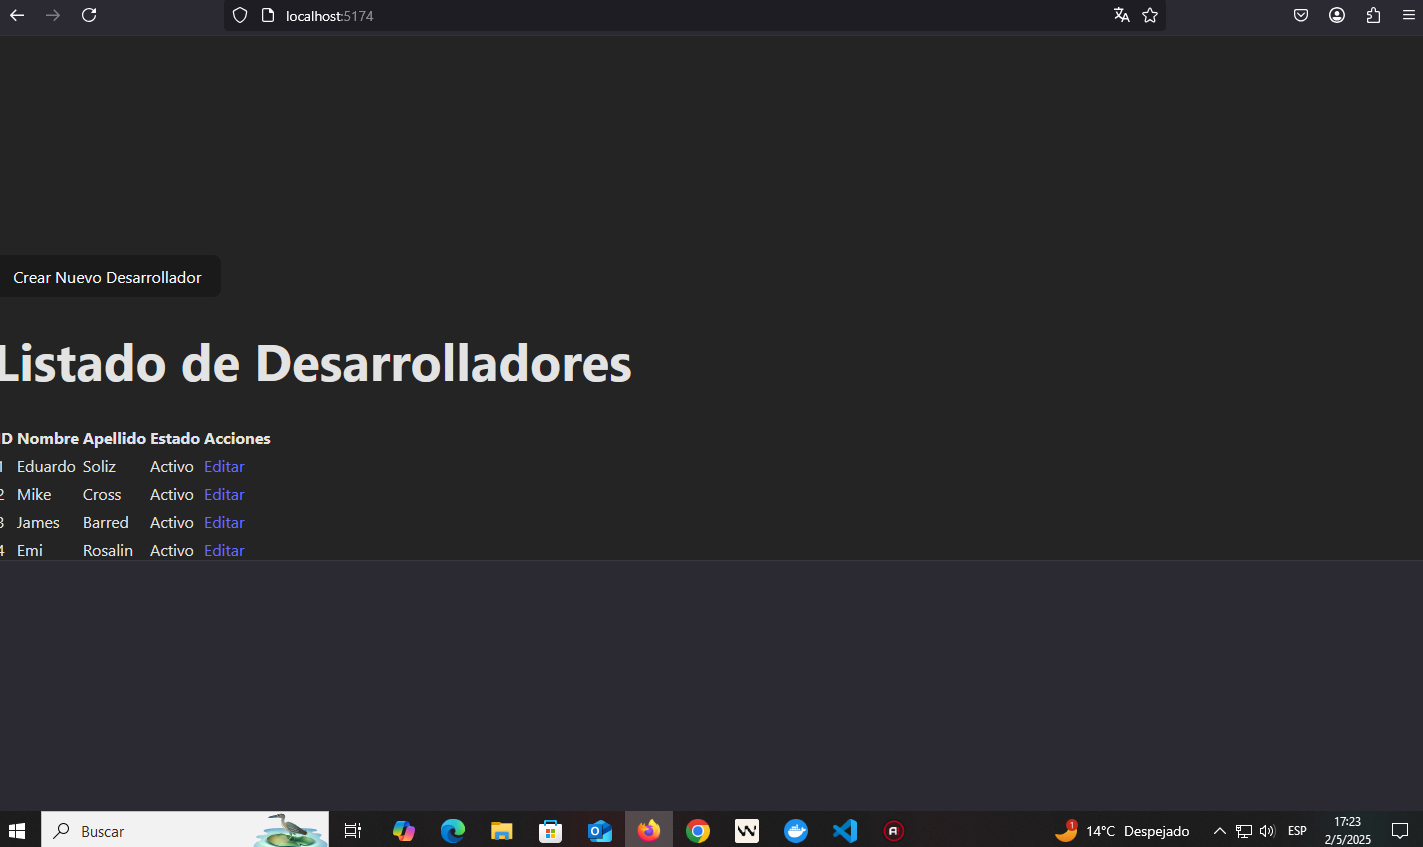 localhost:5174
Crear Nuevo Desarrollador
Listado de Desarrolladores
ID Nombre Apellido Estado Acciones
1 Eduardo Soliz Activo Editar
2 Mike Cross Activo Editar
3 James Barred Activo Editar
4 Emi Rosalin Activo Editar
Buscar
1
14°C Despejado
ESP
17:23
2/5/2025